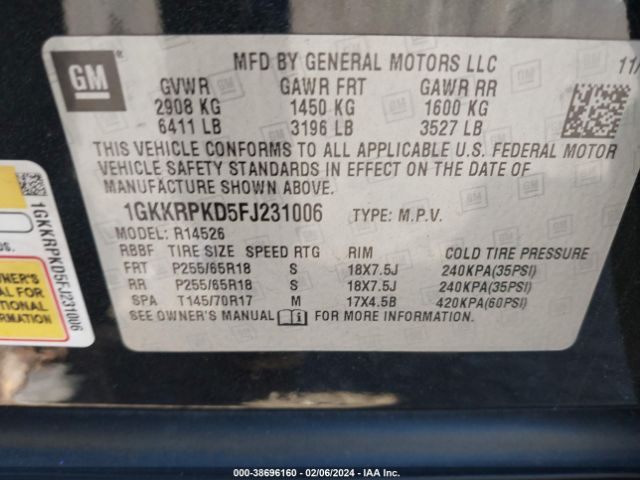 GM
MFD BY GENERAL MOTORS LLC 11/
GVWR GAWR FRT GAWR RR
2908 KG 1450 KG 1600 KG
6411 LB 3196 LB 3527 LB
THIS VEHICLE CONFORMS TO ALL APPLICABLE U.S. FEDERAL MOTOR
VEHICLE SAFETY STANDARDS IN EFFECT ON THE DATE OF
MANUFACTURE SHOWN ABOVE.
1GKKRPKD5FJ231006 TYPE: M.P.V.
MODEL: R14526
RBBF TIRE SIZE SPEED RTG RIM COLD TIRE PRESSURE
FRT P255/65R18 S 18X7.5J 240KPA(35PSI)
RR P255/65R18 S 18X7.5J 240KPA(35PSI)
SPA T145/70R17 M 17X4.5B 420KPA(60PSI)
SEE OWNER'S MANUAL FOR MORE INFORMATION.
1GKKRPKD5FJ231006
OWNER'S
FOR
000-38696160 - 02/06/2024 - IAA Inc.